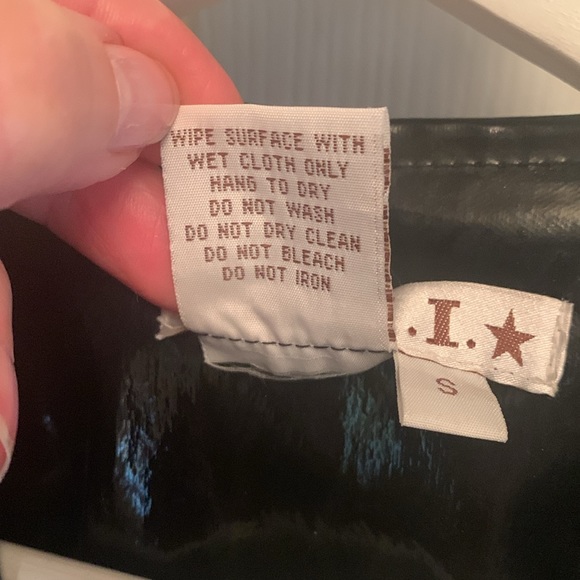 WIPE SURFACE WITH
WET CLOTH ONLY
HANG TO DRY
DO NOT WASH
DO NOT DRY CLEAN
DO NOT BLEACH
DO NOT IRON
.I.★
S